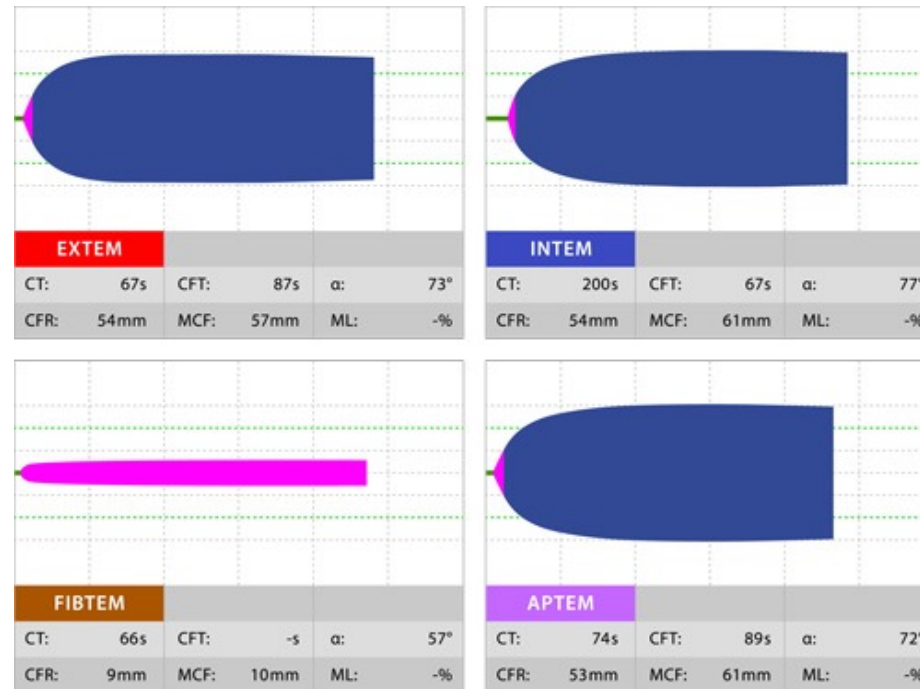 EXTEM
CT: 67s CFT: 87s α: 73°
CFR: 54mm MCF: 57mm ML: -%
INTEM
CT: 200s CFT: 67s α: 77°
CFR: 54mm MCF: 61mm ML: -%
FIBTEM
CT: 66s CFT: -s α: 57°
CFR: 9mm MCF: 10mm ML: -%
APTEM
CT: 74s CFT: 89s α: 72°
CFR: 53mm MCF: 61mm ML: -%